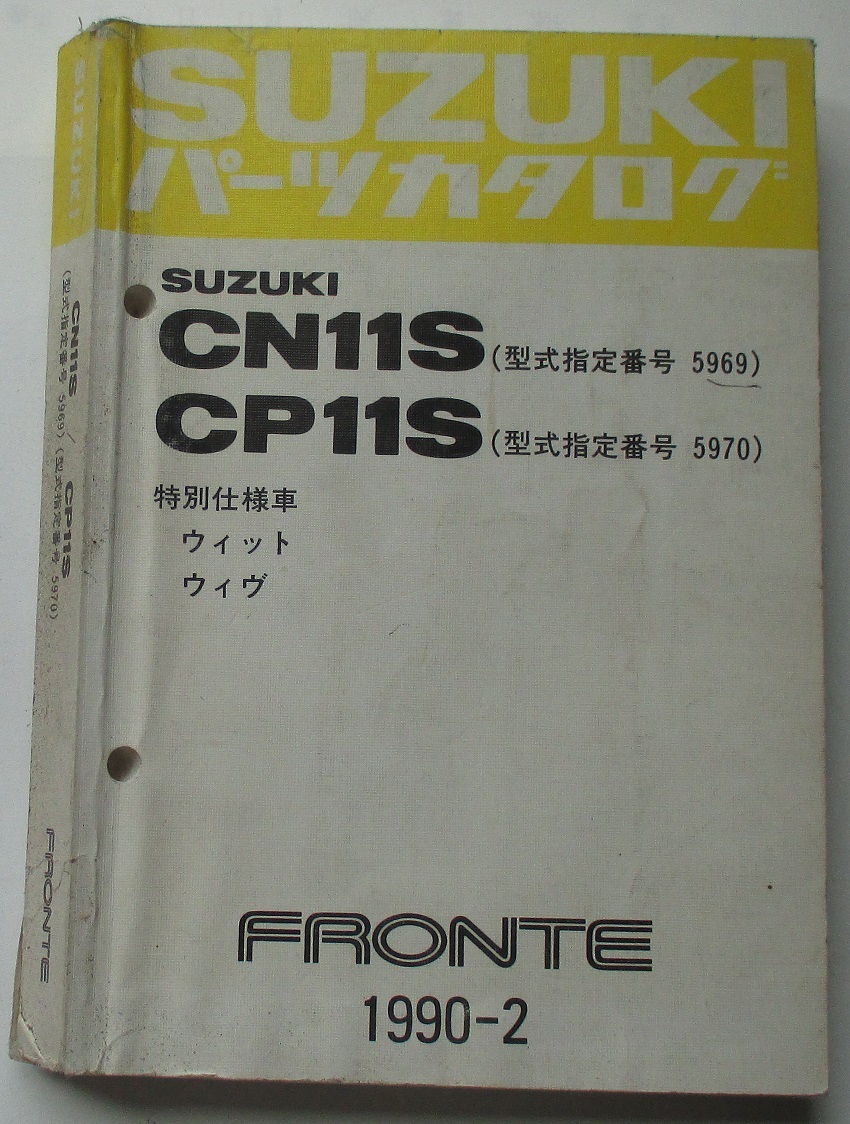 SUZUKI
パーツカタログ
SUZUKI
CN11S(型式指定番号 5969)
CP11S(型式指定番号 5970)
特別仕様車
ウィット
ウィヴ
FRONTE
1990-2
SUZUKI
CN11S / CP11S
(型式指定番号 5969)(型式指定番号 5970)
FRONTE